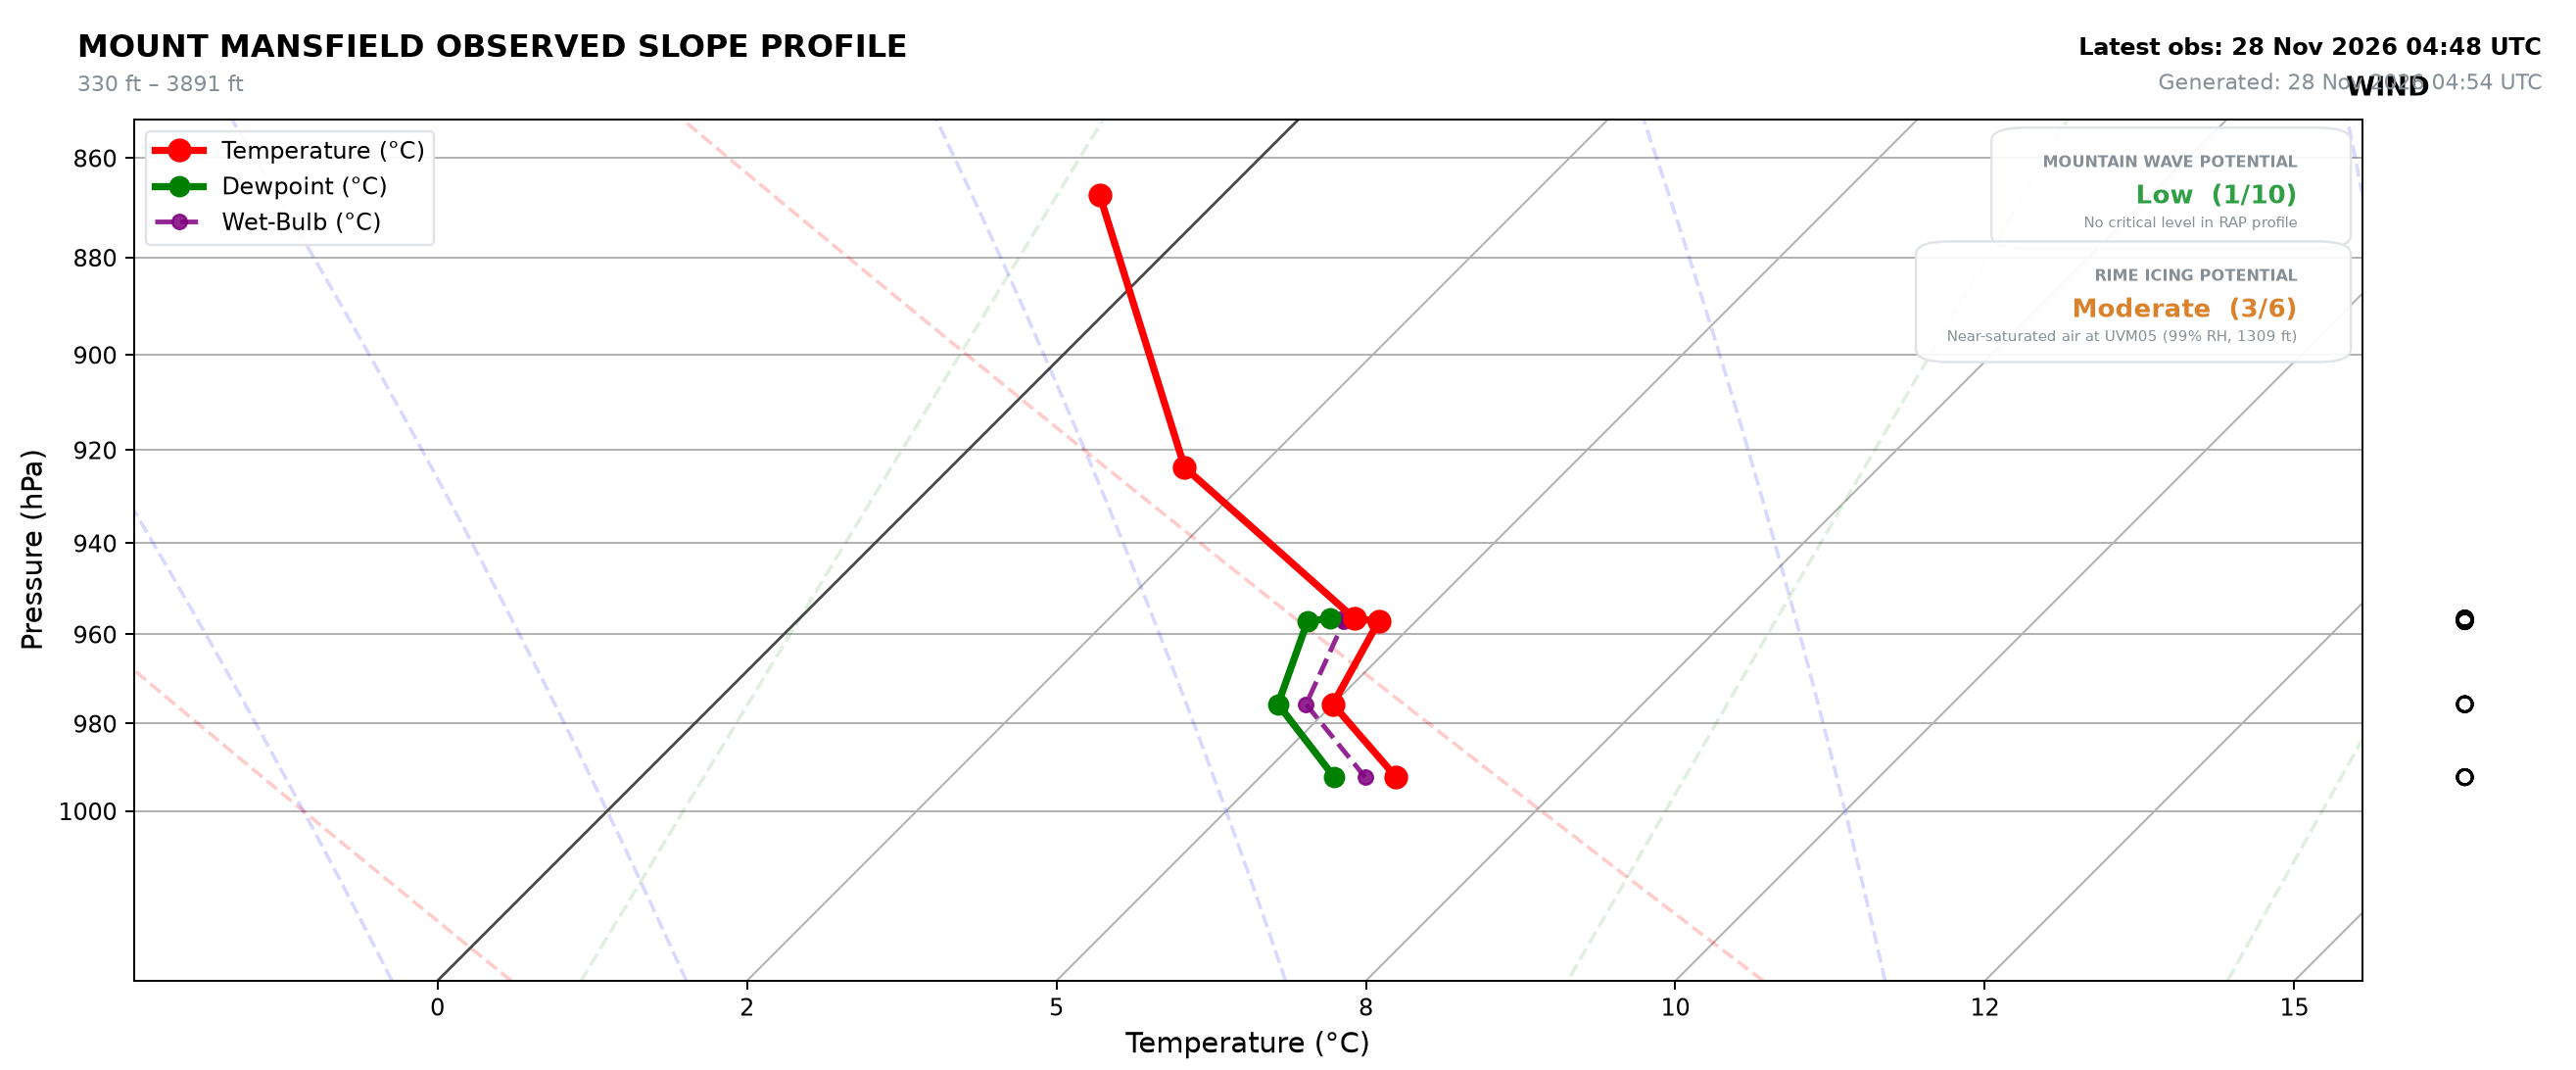 MOUNT MANSFIELD OBSERVED SLOPE PROFILE
330 ft – 3891 ft
Latest obs: 28 Nov 2026 04:48 UTC
Generated: 28 Nov 2026 04:54 UTC
WIND
Temperature (°C)
Dewpoint (°C)
Wet-Bulb (°C)
MOUNTAIN WAVE POTENTIAL
Low (1/10)
No critical level in RAP profile
RIME ICING POTENTIAL
Moderate (3/6)
Near-saturated air at UVM05 (99% RH, 1309 ft)
Pressure (hPa)
860
880
900
920
940
960
980
1000
0 2 5 8 10 12 15
Temperature (°C)